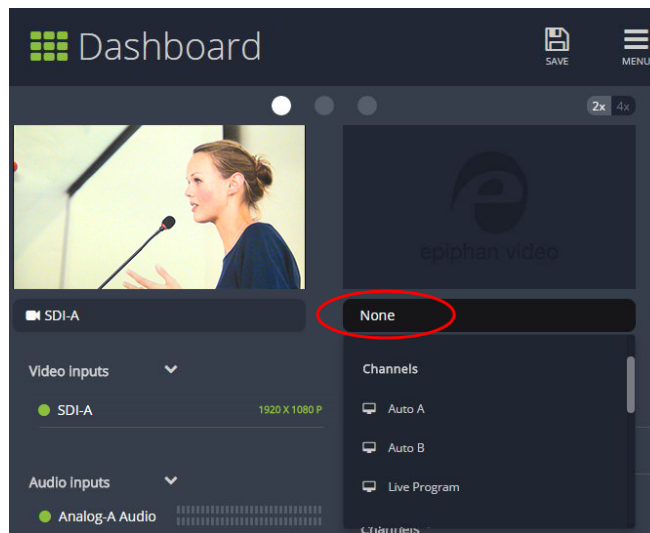 Dashboard
SAVE
MENU
2x 4x
epiphan video
SDI-A
None
Video inputs
SDI-A
1920 X 1080 P
Audio inputs
Analog-A Audio
Channels
Auto A
Auto B
Live Program
Channels